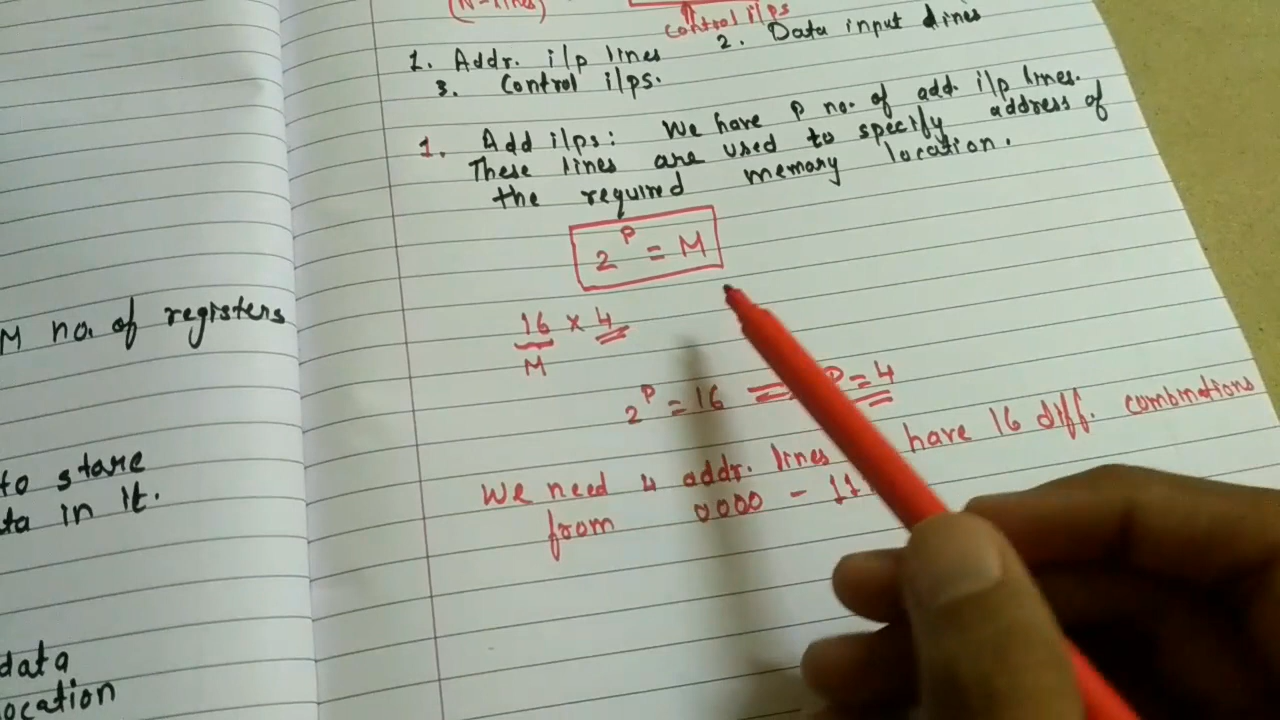 (N-lines)
control i/ps
1. Addr. i/p lines 2. Data input lines
3. Control i/ps.
1. Add i/ps: We have P no. of add. i/p lines.
These lines are used to specify address of
the required memory location.
2^P = M
16 × 4
M
2^P = 16 P = 4
We need 4 addr. lines have 16 diff. combinations
from 0000 - 11
M no. of registers
to store
ta in it.
data
ocation